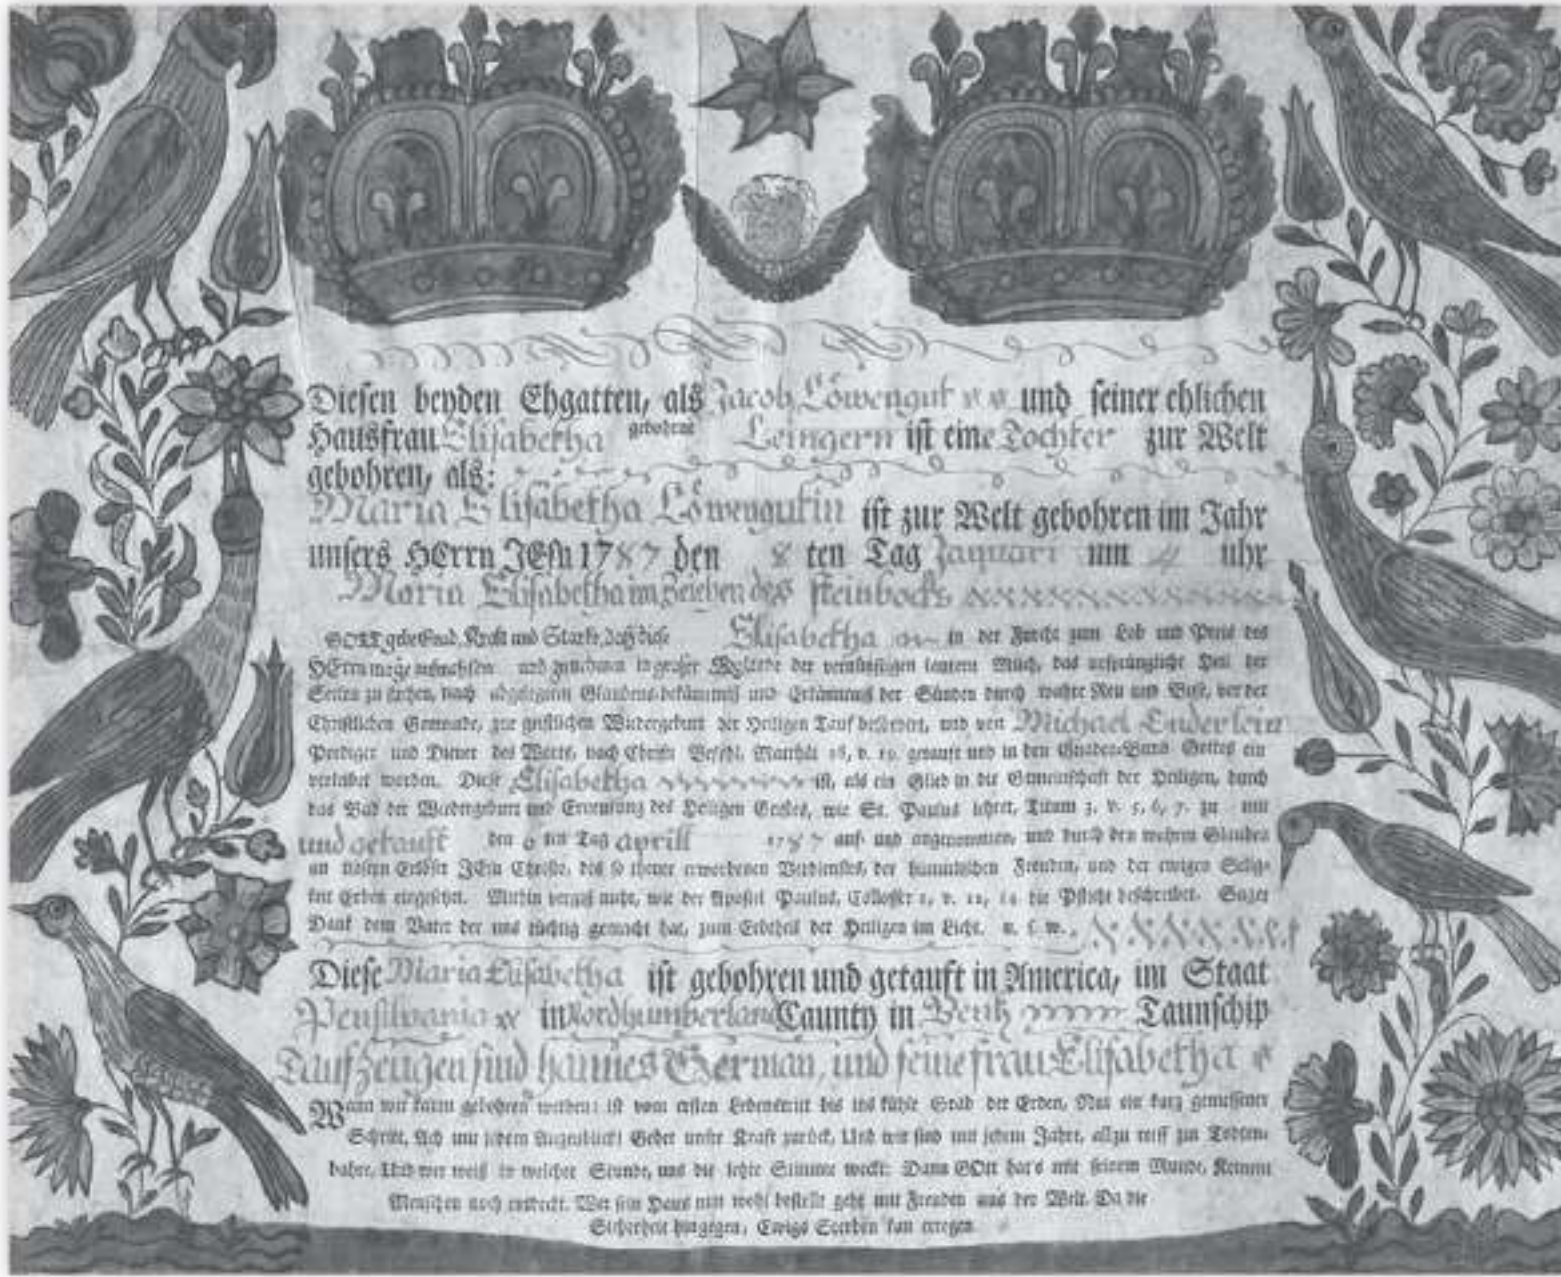 Diesen beyden Ehgatten, als Jacob Löwengut und seiner ehlichen
Hausfrau Elisabetha gebohrne Leingern ist eine Tochter zur Welt
gebohren, als:
Maria Elisabetha Löwengutin ist zur Welt gebohren im Jahr
unsers HErrn JEsu 1787 den 8 ten Tag Januari um 4 uhr
Maria Elisabetha im Zeichen des steinbocks
GOTT gebe Gnad, Kraft und Starke, daß diese Elisabetha in der Furcht zum Lob und Preis des
HErrn möge aufwachsen und zunehmen in der vernünftigen lautern Milch, das ursprüngliche Heil der
Seelen zu suchen, nach abgelegtem Glaubens-bekänntniß und Erkänntniß der Sünden durch wahre Reu und Buß, vor der
Christlichen Gemeinde, zur geistlichen Wiedergeburt der Heiligen Tauf befördert, und von Michael Enderlein
Perdiger und Diener des Worts, nach Christi Befehl, Matthäi 28, v. 19. getauft und in den Gnaden-Bund Gottes ein
verleibet worden. Diese Elisabetha ist, als ein Glied in die Gemeinschaft der Heiligen, durch
das Bad der Wiedergeburt und Erneurung des Heiligen Geistes, wie St. Paulus lehret, Titum 3. v. 5, 6, 7. zu
und getauft den 6 ten Tag aprill 1787 auf- und angenommen, und durch den wahren Glauben
an unsern Erlöser JEsu Christo, des so theuer erworbenen Verdienstes, der himmlischen Freuden, und der ewigen Selig-
keit Erben eingesetzt. Mithin vergiß nicht, wie der Apostel Paulus, Collosser 1, v. 12, 14 die Pflicht beschreibet. Saget
Dank dem Vater der uns tüchtig gemacht hat, zum Erbtheil der Heiligen im Licht. u. s. w.
Diese Maria Elisabetha ist gebohren und getauft in America, im Staat
Pensilvania in Nordhumberland Caunty in Penß Taunschip
Taufzeugen sind hannes German, und seine frau Elisabetha
Wann wir kaum gebohren werden: ist vom ersten Lebenstritt bis ins kühle Grab der Erden, Nur ein kurz gemessener
Schritt, Ach mit jedem Augenblick! Gehet unsre Kraft zurück, Und wir sind mit jedem Jahre, allzu reiff zur Todten-
bahre, Und wer weiß in welcher Stunde, uns die letzte Stimme weckt: Dann GOtt hat's mit seinem Munde, Keinem
Menschen noch entdeckt. Wer sein Haus nun wohl bestellt geht mit Freuden aus der Welt. Da die
Sicherheit hingegen, Ewigs Sterben kan erregen